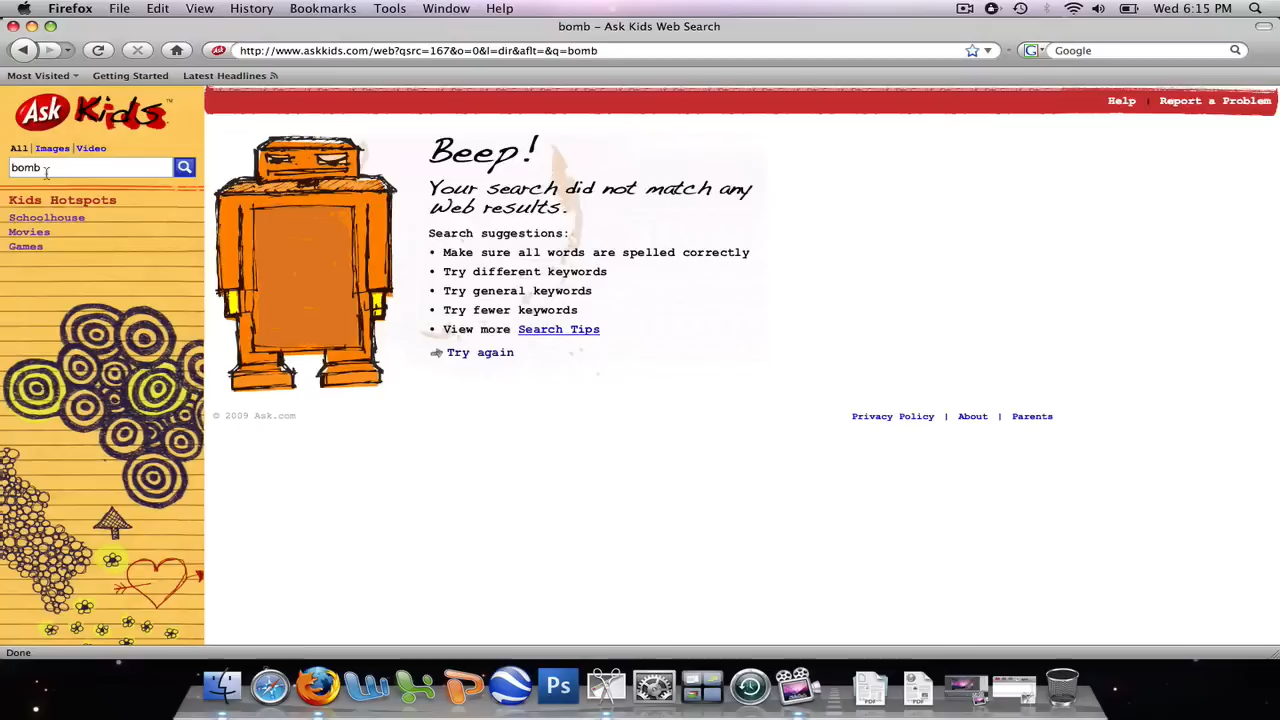 Firefox File Edit View History Bookmarks Tools Window Help Wed 6:15 PM
bomb – Ask Kids Web Search
http://www.askkids.com/web?qsrc=167&o=0&l=dir&aflt=&q=bomb
Google
Most Visited Getting Started Latest Headlines
Ask Kids™
Help | Report a Problem
All | Images | Video
bomb
Kids Hotspots
Schoolhouse
Movies
Games
Beep!
Your search did not match any
Web results.
Search suggestions:
• Make sure all words are spelled correctly
• Try different keywords
• Try general keywords
• Try fewer keywords
• View more Search Tips
Try again
© 2009 Ask.com
Privacy Policy | About | Parents
Done
W X P Ps
PDF PDF